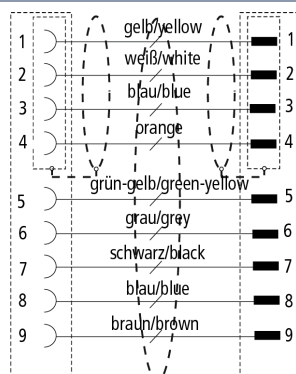 gelb/yellow
1 1
weiß/white
2 2
blau/blue
3 3
orange
4 4
grün-gelb/green-yellow
5 5
grau/grey
6 6
schwarz/black
7 7
blau/blue
8 8
braun/brown
9 9